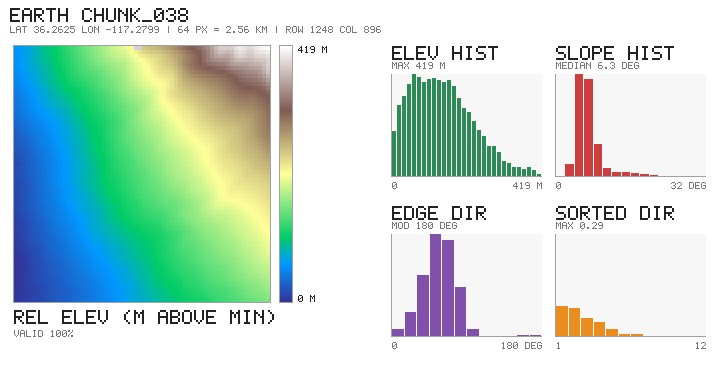 EARTH CHUNK_038
LAT 36.2625 LON -117.2799 | 64 PX = 2.56 KM | ROW 1248 COL 896
419 M
0 M
REL ELEV (M ABOVE MIN)
VALID 100%
ELEV HIST
MAX 419 M
0 419 M
SLOPE HIST
MEDIAN 6.3 DEG
0 32 DEG
EDGE DIR
MOD 180 DEG
0 180 DEG
SORTED DIR
MAX 0.29
1 12